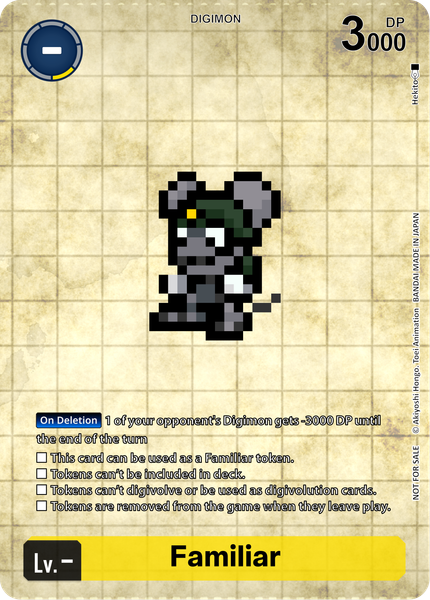 DIGIMON
-
DP
3000
Hekito
On Deletion 1 of your opponent's Digimon gets -3000 DP until
the end of the turn
This card can be used as a Familiar token.
Tokens can't be included in deck.
Tokens can't digivolve or be used as digivolution cards.
Tokens are removed from the game when they leave play.
NOT FOR SALE © Akiyoshi Hongo, Toei Animation BANDAI MADE IN JAPAN
Lv.-
Familiar